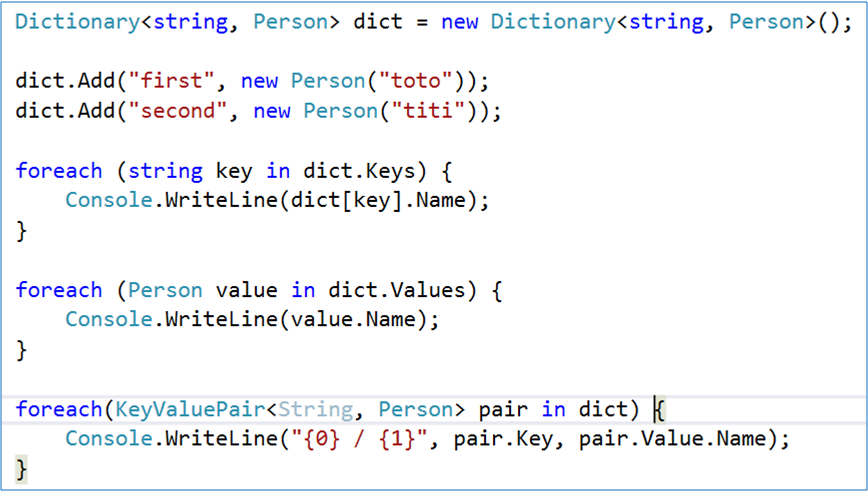 Dictionary<string, Person> dict = new Dictionary<string, Person>();
dict.Add("first", new Person("toto"));
dict.Add("second", new Person("titi"));
foreach (string key in dict.Keys) {
    Console.WriteLine(dict[key].Name);
}
foreach (Person value in dict.Values) {
    Console.WriteLine(value.Name);
}
foreach(KeyValuePair<String, Person> pair in dict) {
    Console.WriteLine("{0} / {1}", pair.Key, pair.Value.Name);
}